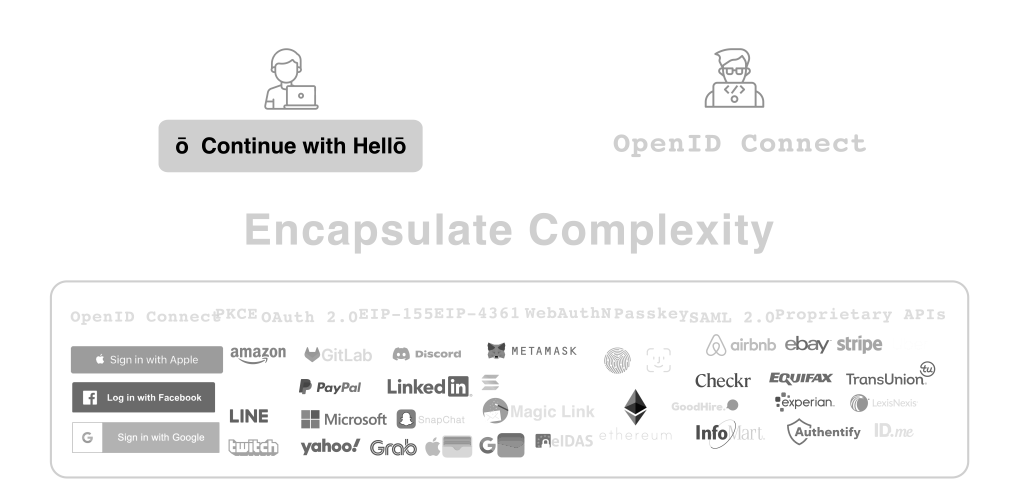 ō Continue with Hellō
</>
OpenID Connect
Encapsulate Complexity
OpenID Connect PKCE OAuth 2.0 EIP-155 EIP-4361 WebAuthN Passkey SAML 2.0 Proprietary APIs
Sign in with Apple
amazon
GitLab
Discord
METAMASK
airbnb
ebay
stripe
Log in with Facebook
PayPal
LinkedIn
Checkr
EQUIFAX
TransUnion.
tu
LINE
Microsoft
SnapChat
Magic Link
GoodHire.
experian.
LexisNexis
G
Sign in with Google
twitch
yahoo!
Grab
G
eIDAS
ethereum
InfoMart.
Authentify
ID.me